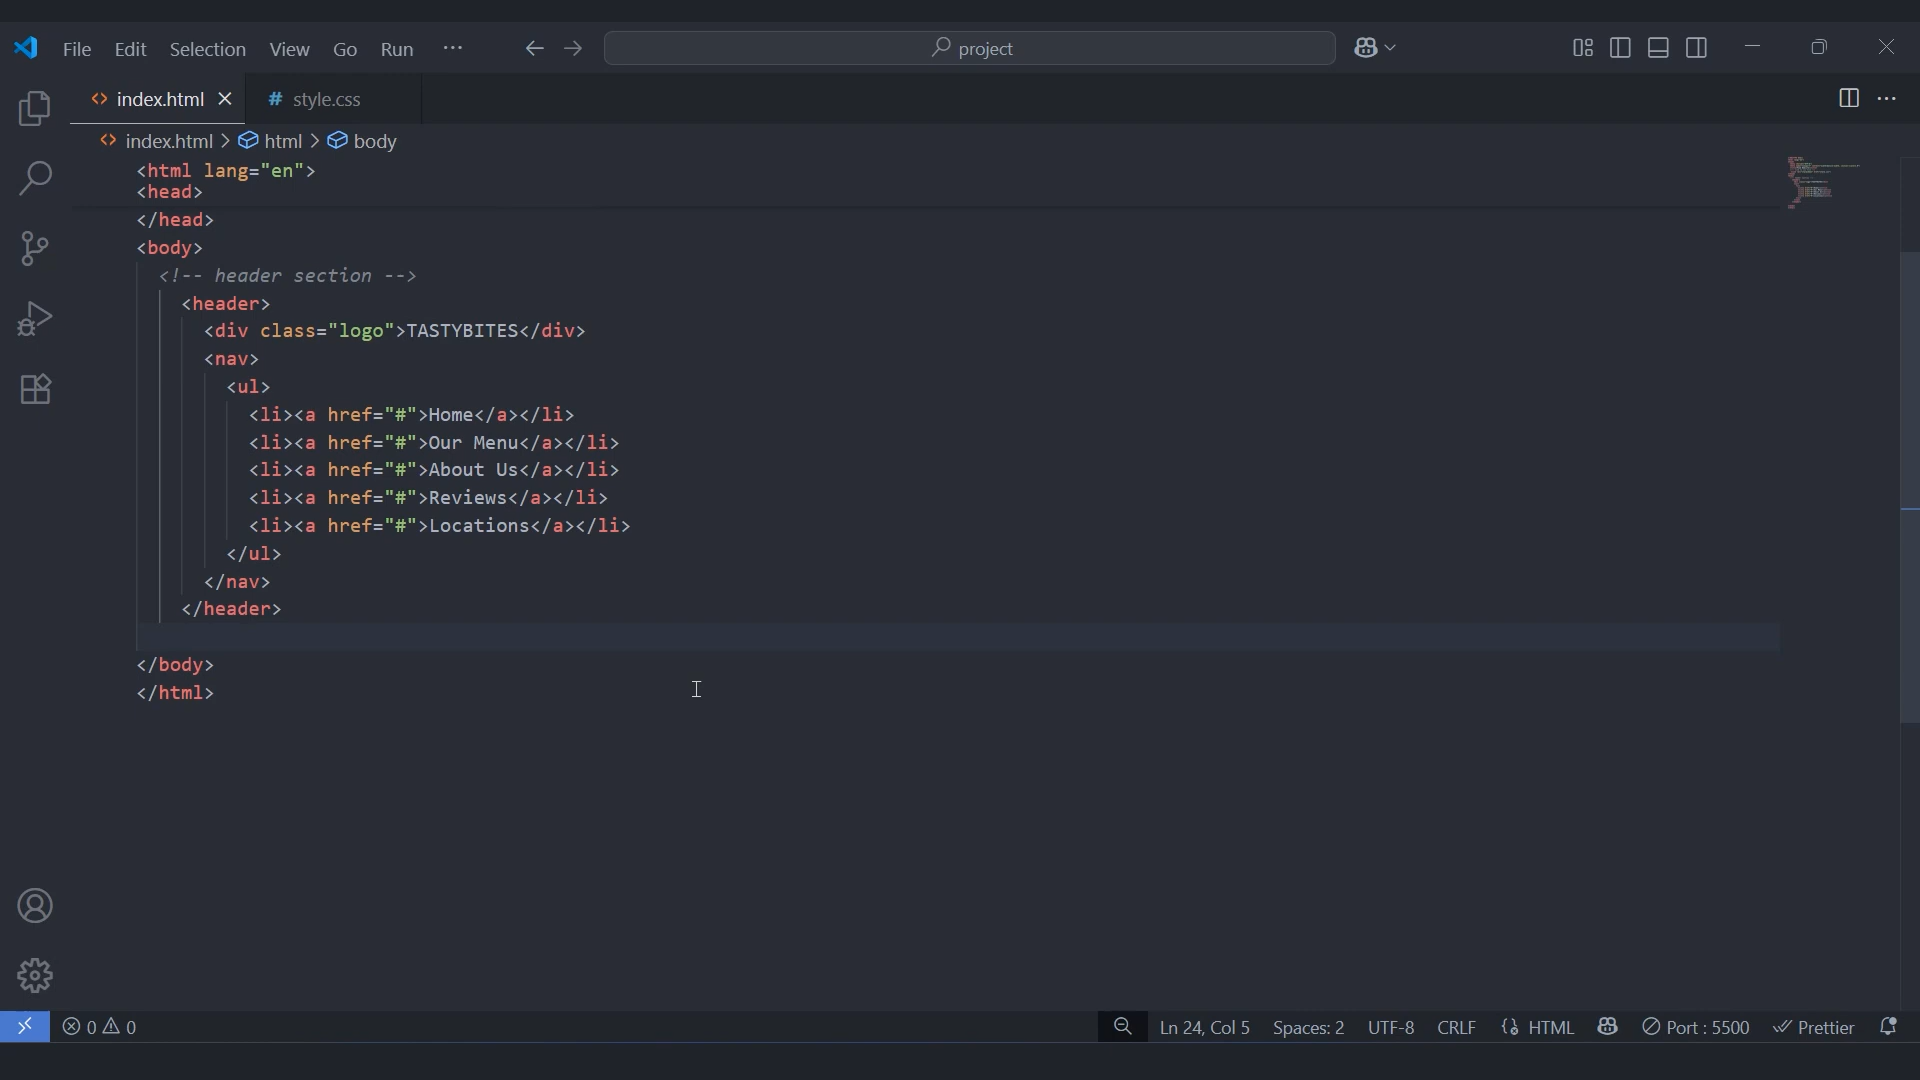 File Edit Selection View Go Run ··· project
index.html style.css
index.html > html > body
<html lang="en">
<head>
</head>
<body>
<!-- header section -->
<header>
<div class="logo">TASTYBITES</div>
<nav>
<ul>
<li><a href="#">Home</a></li>
<li><a href="#">Our Menu</a></li>
<li><a href="#">About Us</a></li>
<li><a href="#">Reviews</a></li>
<li><a href="#">Locations</a></li>
</ul>
</nav>
</header>
</body>
</html>
0 0 Ln 24, Col 5 Spaces: 2 UTF-8 CRLF HTML Port : 5500 Prettier